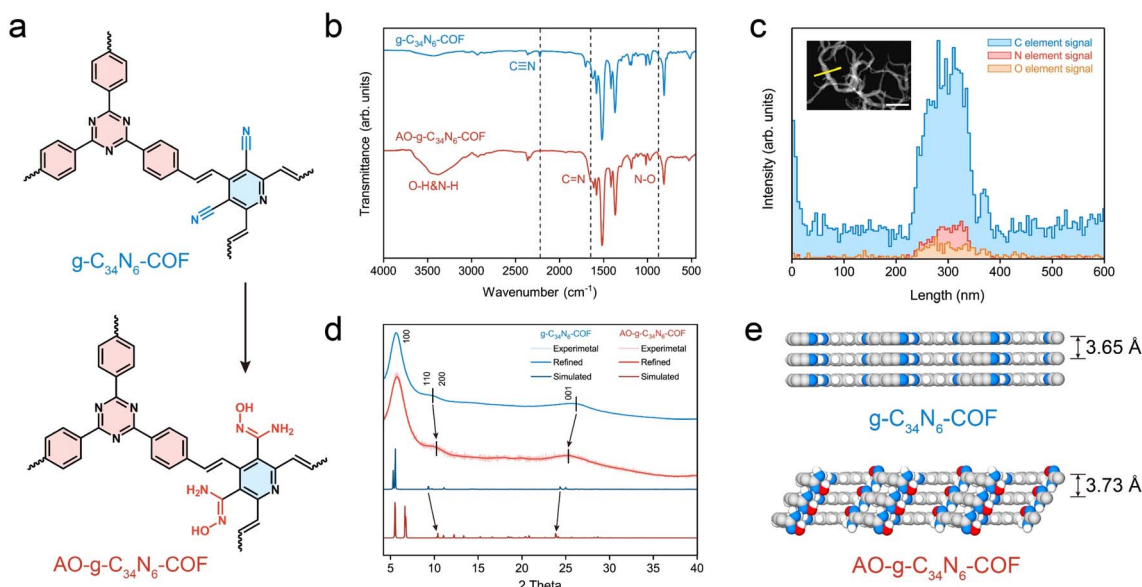 a
N
N N
N
N
N
g-C₃₄N₆-COF
N N
N
OH
N
NH₂
H₂N
N
N
HO
AO-g-C₃₄N₆-COF
b
g-C₃₄N₆-COF
C≡N
AO-g-C₃₄N₆-COF
O-H&N-H
C=N
N-O
Transmittance (arb. units)
4000 3500 3000 2500 2000 1500 1000 500
Wavenumber (cm⁻¹)
c
C element signal
N element signal
O element signal
Intensity (arb. units)
0 100 200 300 400 500 600
Length (nm)
d
g-C₃₄N₆-COF AO-g-C₃₄N₆-COF
Experimetal Experimetal
Refined Refined
Simulated Simulated
100
110
200
001
5 10 15 20 25 30 35 40
2 Theta
e
3.65 Å
g-C₃₄N₆-COF
3.73 Å
AO-g-C₃₄N₆-COF